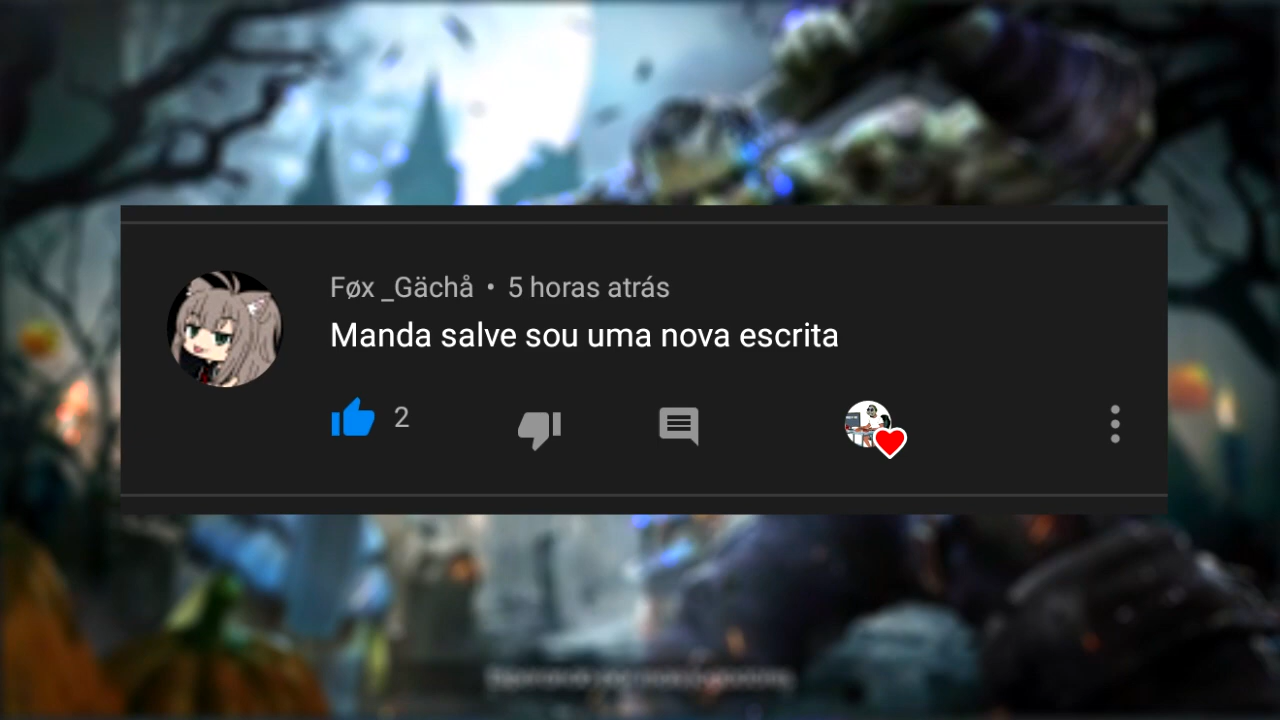 Føx _Gächå • 5 horas atrás
Manda salve sou uma nova escrita
2